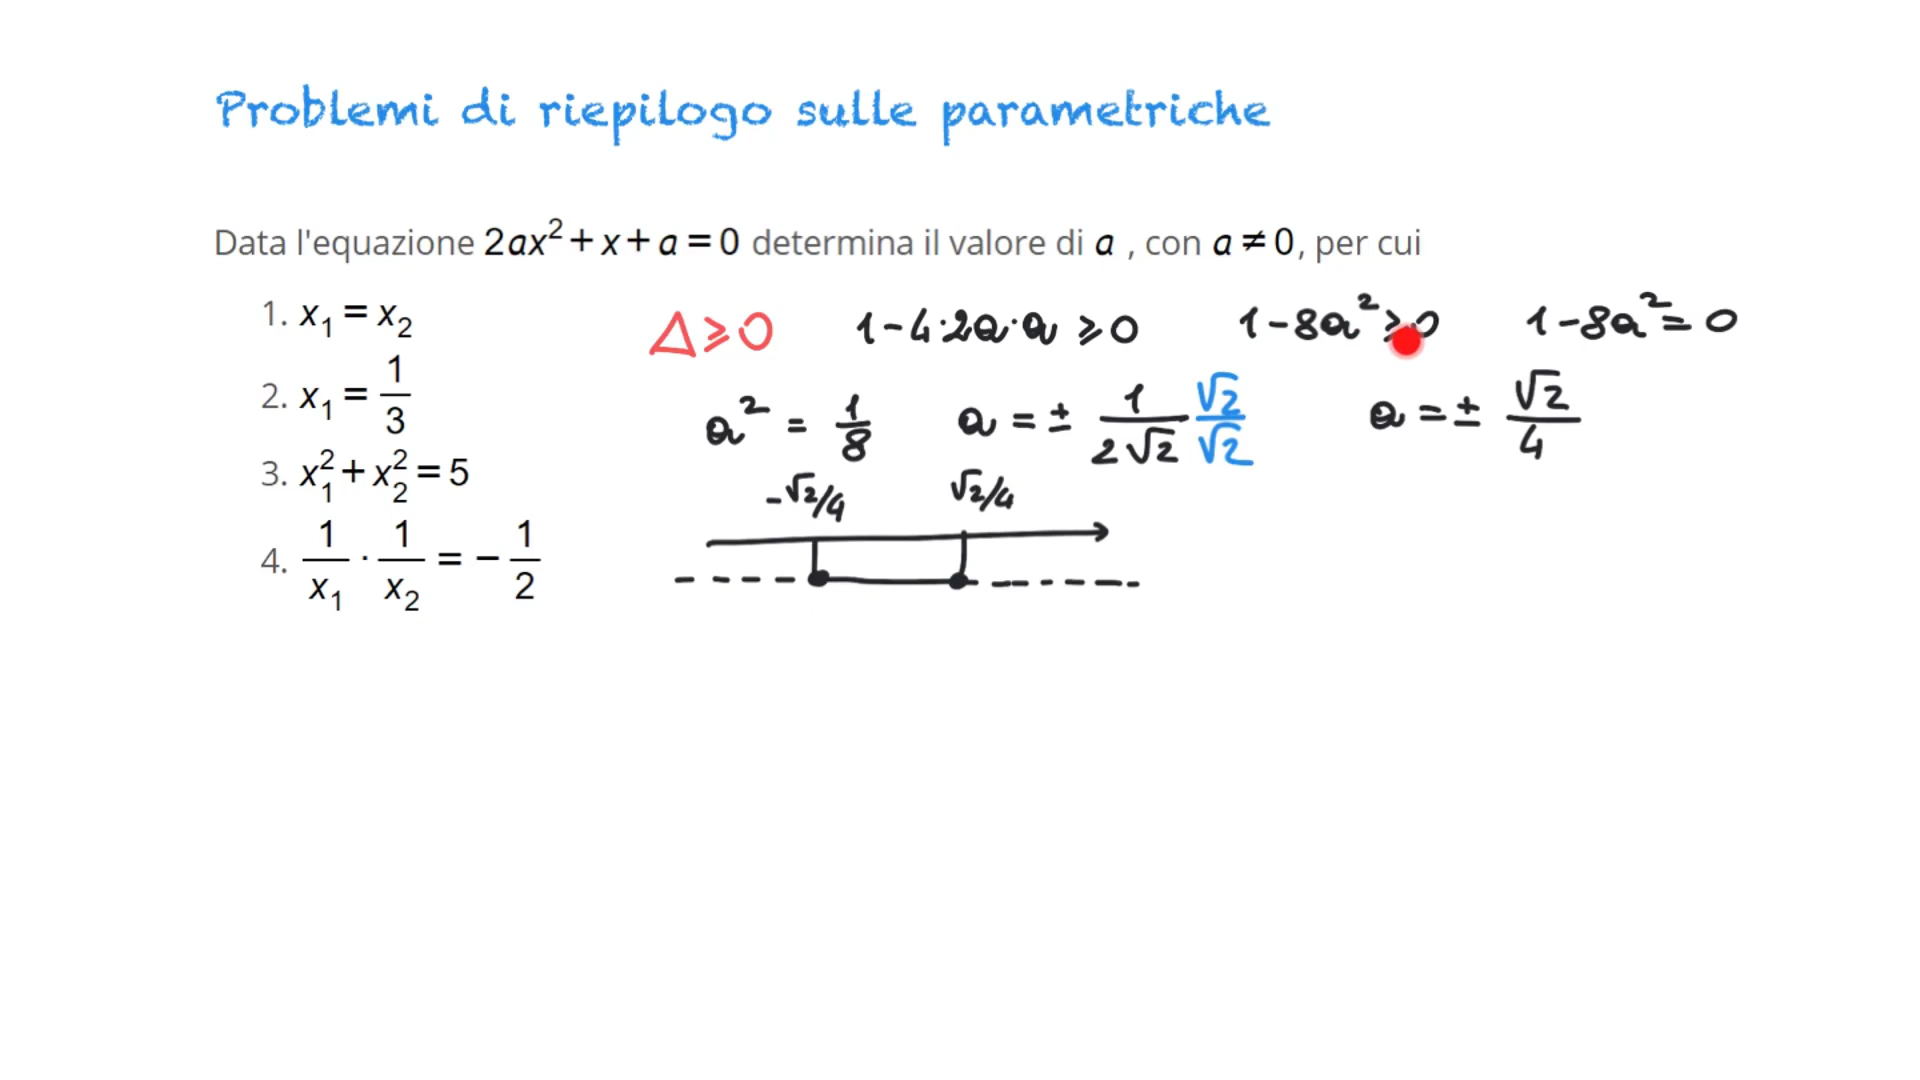 Problemi di riepilogo sulle parametriche
Data l'equazione 2ax² + x + a = 0 determina il valore di a , con a ≠ 0, per cui
1. x₁ = x₂
2. x₁ = 1/3
3. x₁² + x₂² = 5
4. 1/x₁ · 1/x₂ = − 1/2
Δ ⩾ 0 1 − 4·2a·a ⩾ 0 1 − 8a² ⩾ 0 1 − 8a² = 0
a² = 1/8 a = ± 1/2√2 √2/√2 a = ± √2/4
−√2/4 √2/4